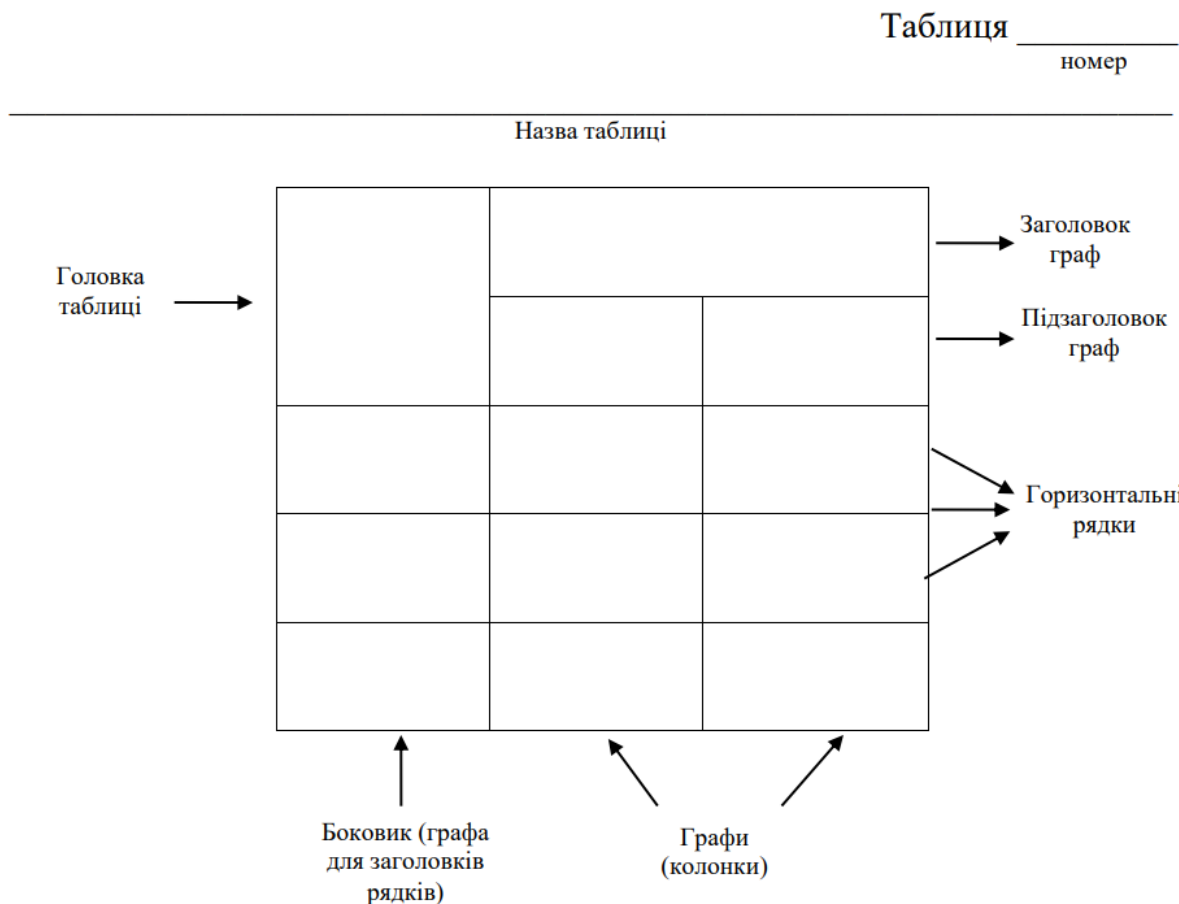 Таблиця ____________
номер
Назва таблиці
Заголовок
граф
Головка
таблиці
Підзаголовок
граф
Горизонтальні
рядки
Боковик (графа
для заголовків
рядків)
Графи
(колонки)